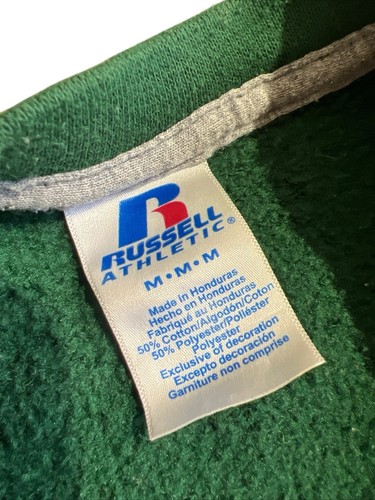 R
RUSSELL
ATHLETIC®
M • M • M
Made in Honduras
Hecho en Honduras
Fabriqué au Honduras
50% Cotton/Algodón/Coton
50% Polyester/Poliéster
Polyester
Exclusive of decoration
Excepto decoración
Garniture non comprise